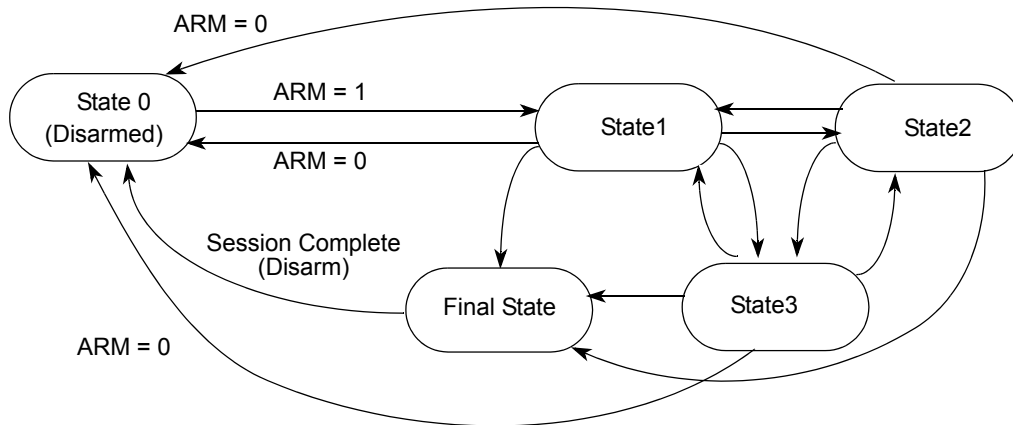 ARM = 0
State 0
(Disarmed)
ARM = 1
ARM = 0
State1
State2
Session Complete
(Disarm)
Final State
State3
ARM = 0